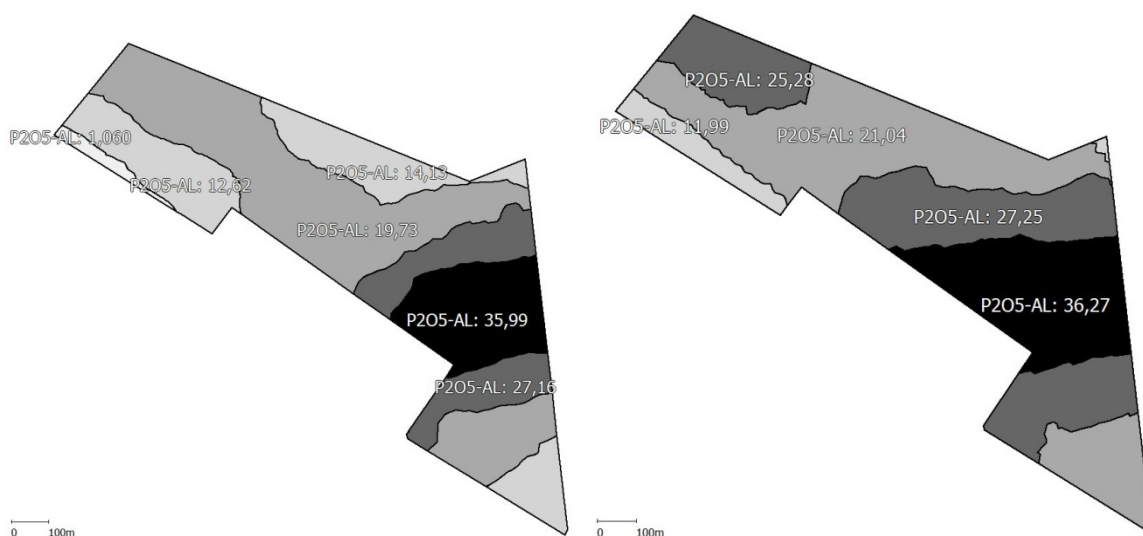 P2O5-AL: 1,060
P2O5-AL: 12,62
P2O5-AL: 14,13
P2O5-AL: 19,73
P2O5-AL: 35,99
P2O5-AL: 27,16
0 100m
P2O5-AL: 25,28
P2O5-AL: 11,99
P2O5-AL: 21,04
P2O5-AL: 27,25
P2O5-AL: 36,27
0 100m